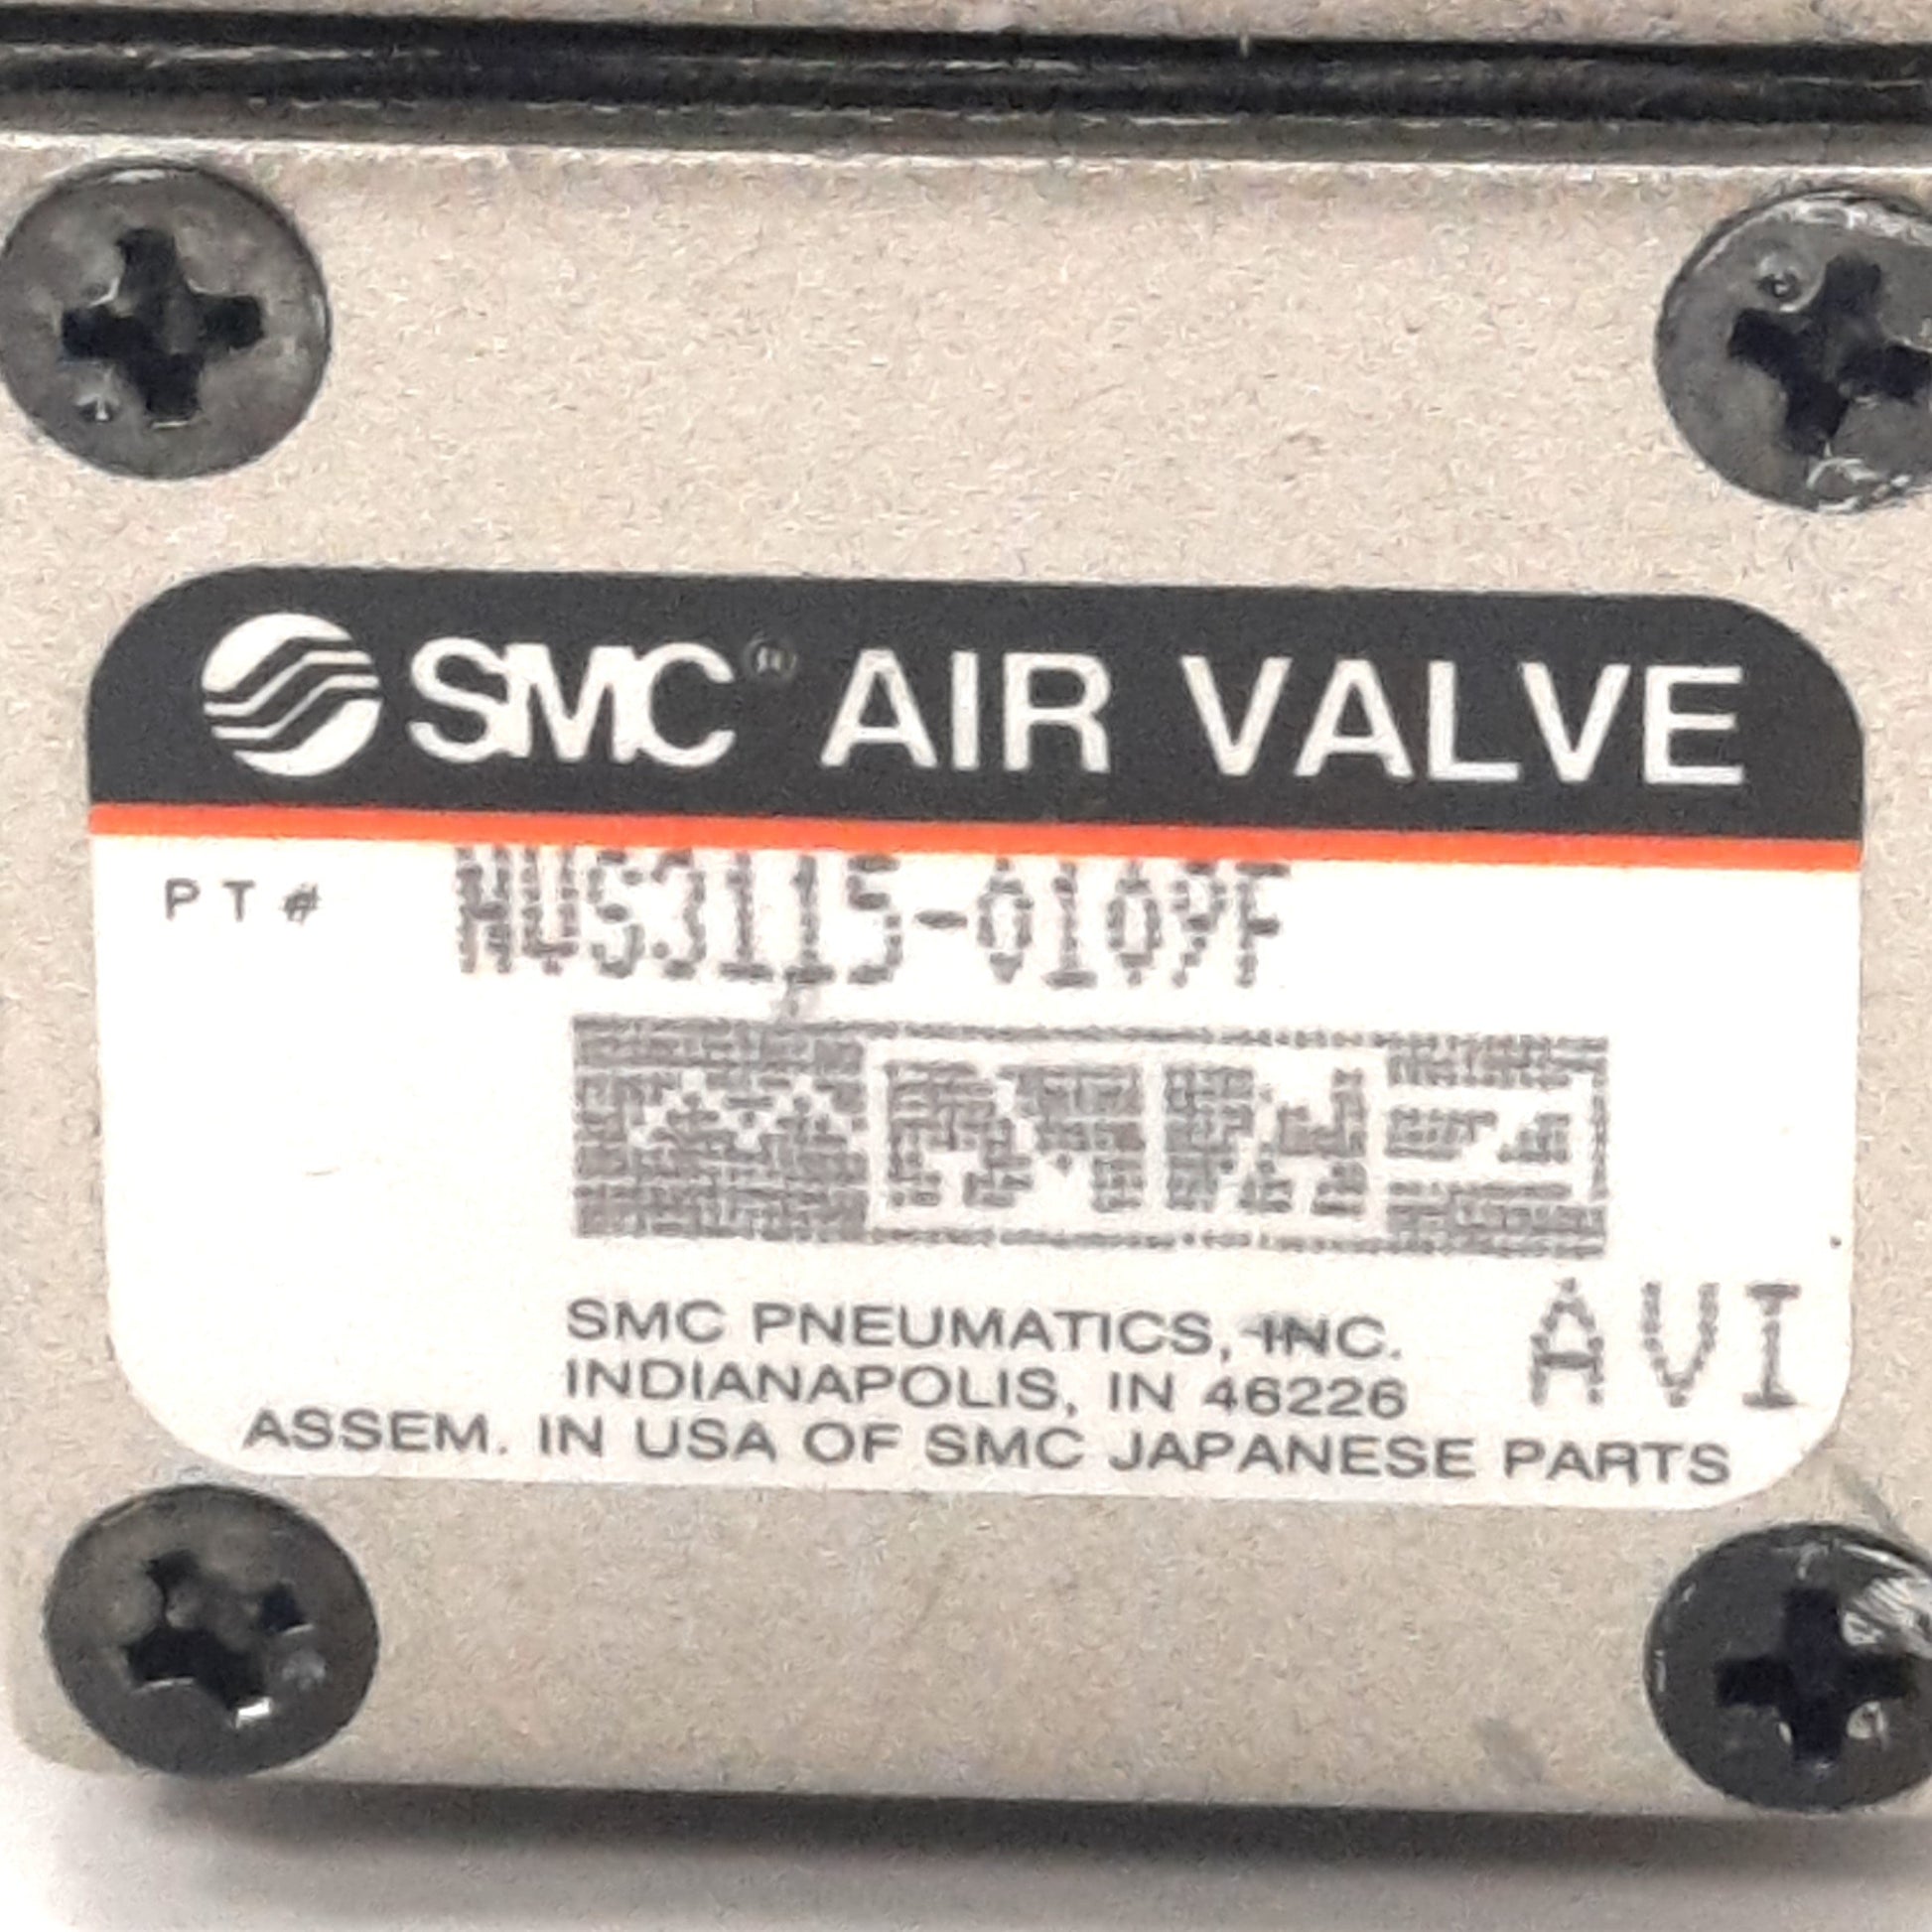 SMC® AIR VALVE
PT# NVS3115-0109F
SMC PNEUMATICS, INC.
INDIANAPOLIS, IN 46226
AVI
ASSEM. IN USA OF SMC JAPANESE PARTS